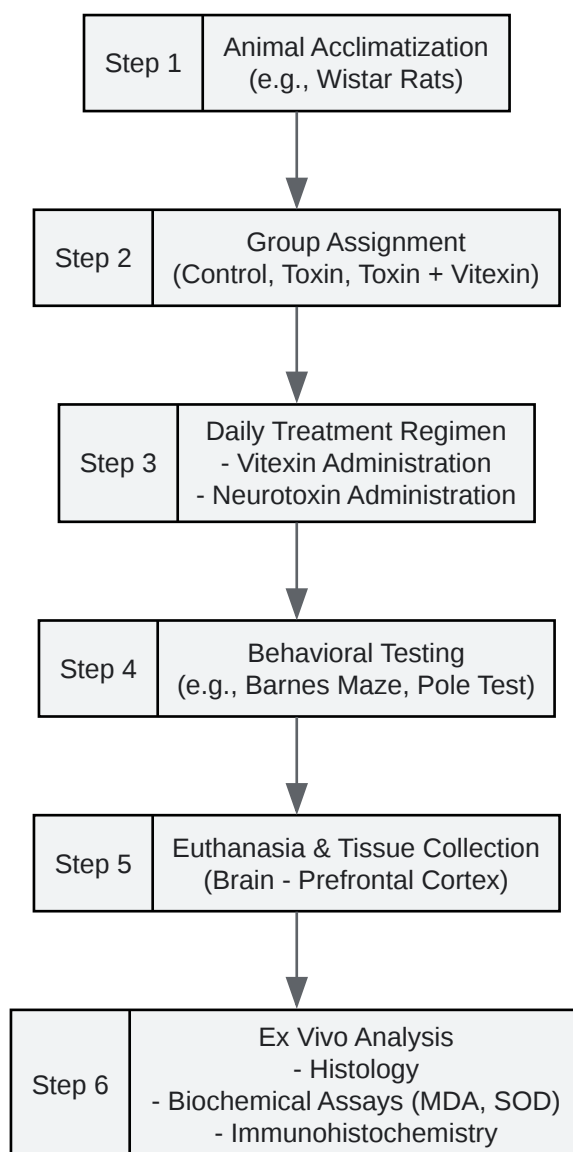 Step 1
Animal Acclimatization
(e.g., Wistar Rats)
Step 2
Group Assignment
(Control, Toxin, Toxin + Vitexin)
Step 3
Daily Treatment Regimen
- Vitexin Administration
- Neurotoxin Administration
Step 4
Behavioral Testing
(e.g., Barnes Maze, Pole Test)
Step 5
Euthanasia & Tissue Collection
(Brain - Prefrontal Cortex)
Step 6
Ex Vivo Analysis
- Histology
- Biochemical Assays (MDA, SOD)
- Immunohistochemistry